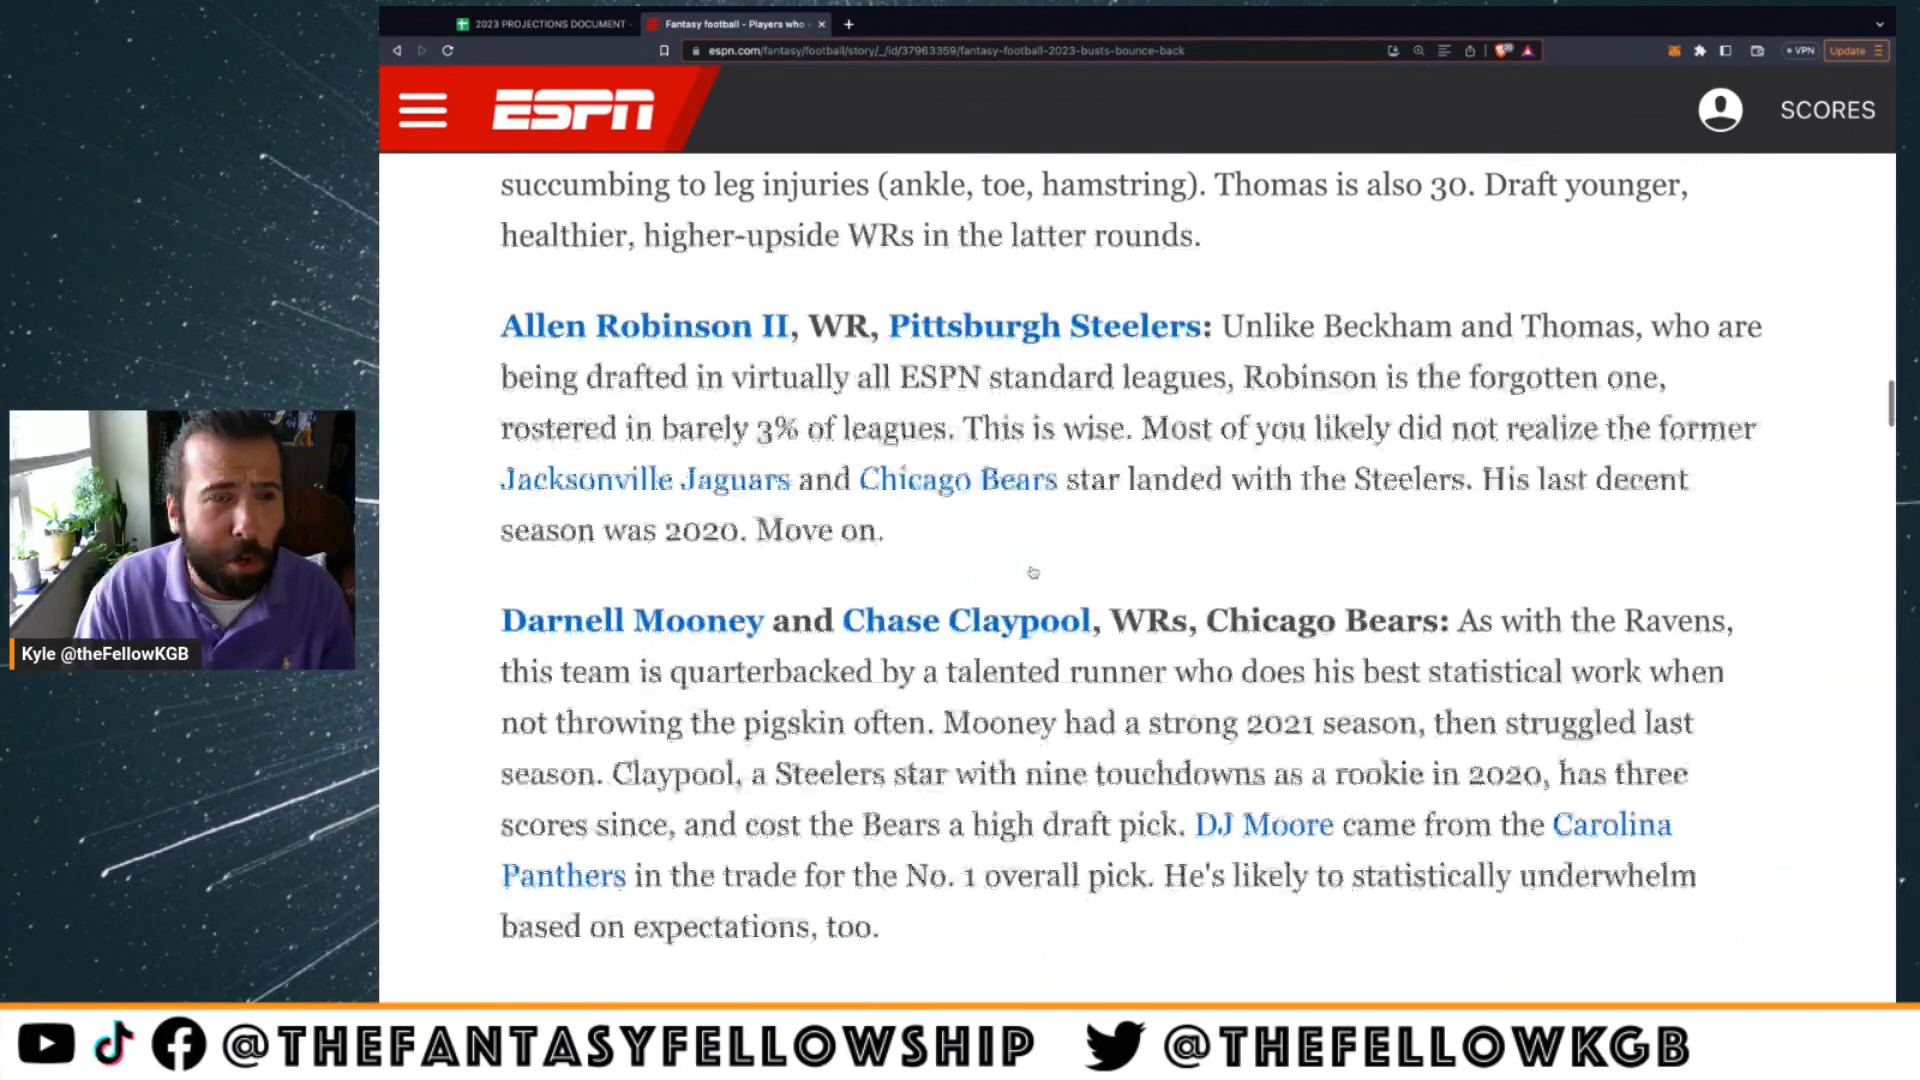 2023 PROJECTIONS DOCUMENT
Fantasy football - Players who
espn.com/fantasy/football/story/_/id/37963359/fantasy-football-2023-busts-bounce-back
VPN
Update
ESPN
SCORES
succumbing to leg injuries (ankle, toe, hamstring). Thomas is also 30. Draft younger,
healthier, higher-upside WRs in the latter rounds.
Allen Robinson II, WR, Pittsburgh Steelers: Unlike Beckham and Thomas, who are
being drafted in virtually all ESPN standard leagues, Robinson is the forgotten one,
rostered in barely 3% of leagues. This is wise. Most of you likely did not realize the former
Jacksonville Jaguars and Chicago Bears star landed with the Steelers. His last decent
season was 2020. Move on.
Darnell Mooney and Chase Claypool, WRs, Chicago Bears: As with the Ravens,
this team is quarterbacked by a talented runner who does his best statistical work when
not throwing the pigskin often. Mooney had a strong 2021 season, then struggled last
season. Claypool, a Steelers star with nine touchdowns as a rookie in 2020, has three
scores since, and cost the Bears a high draft pick. DJ Moore came from the Carolina
Panthers in the trade for the No. 1 overall pick. He's likely to statistically underwhelm
based on expectations, too.
Kyle @theFellowKGB
@THEFANTASYFELLOWSHIP
@THEFELLOWKGB